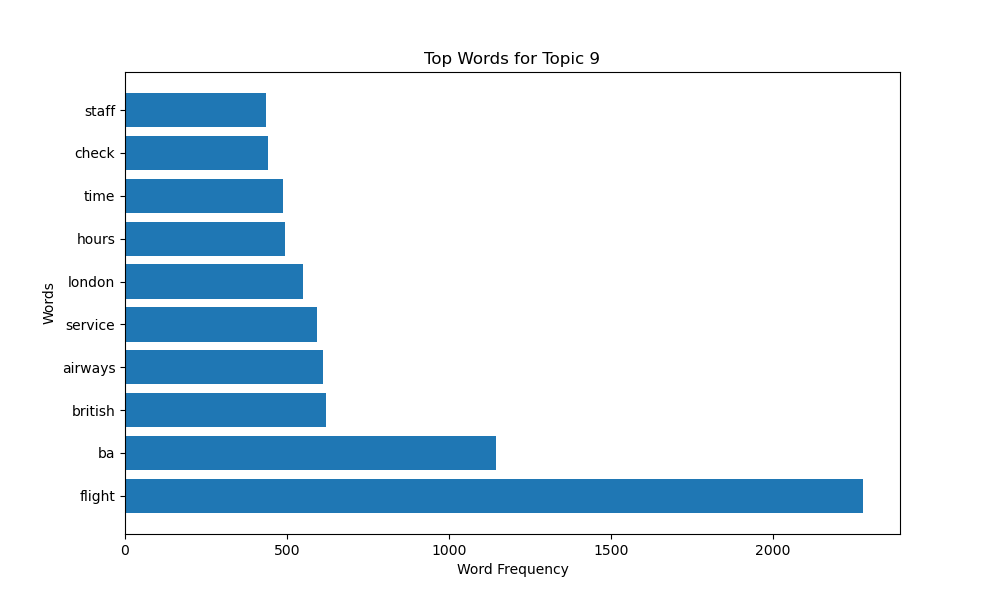 Top Words for Topic 9
Words
staff
check
time
hours
london
service
airways
british
ba
flight
0 500 1000 1500 2000
Word Frequency